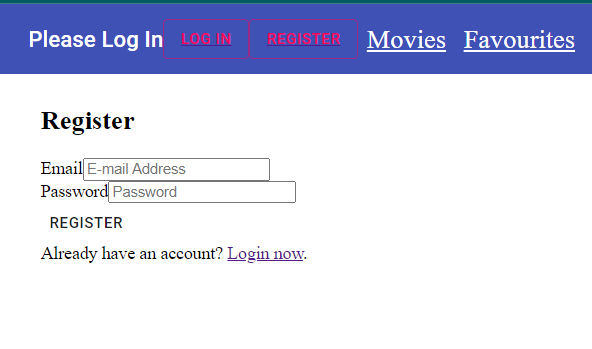 Please Log In LOG IN REGISTER Movies Favourites
Register
Email E-mail Address
Password Password
REGISTER
Already have an account? Login now.